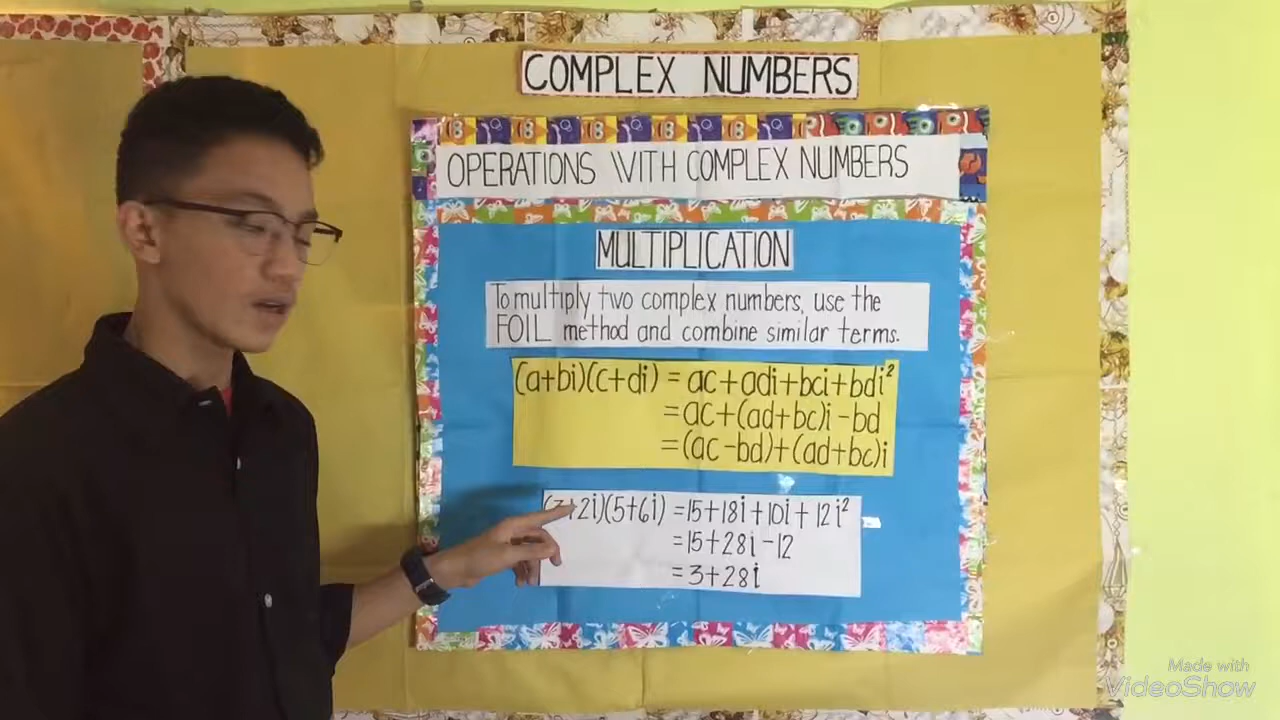 COMPLEX NUMBERS
OPERATIONS WITH COMPLEX NUMBERS
MULTIPLICATION
To multiply two complex numbers, use the
FOIL method and combine similar terms.
(a+bi)(c+di) = ac+adi+bci+bdi²
=ac+(ad+bc)i-bd
=(ac-bd)+(ad+bc)i
(3+2i)(5+6i) =15+18i+10i+12i²
=15+28i-12
=3+28i
Made with
VideoShow